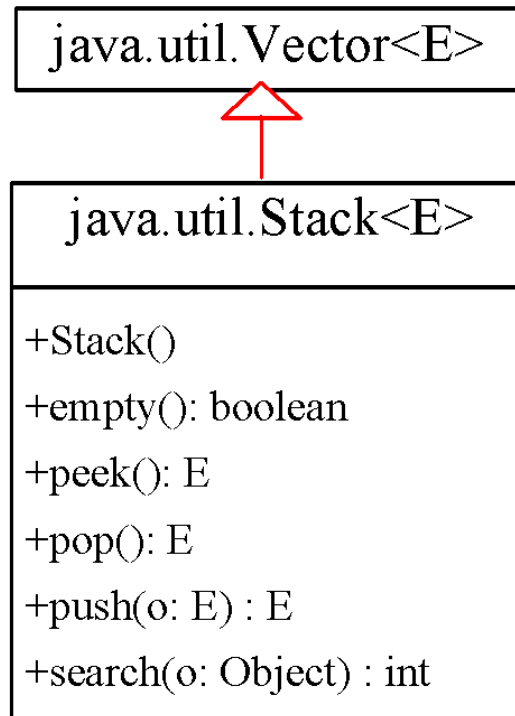 java.util.Vector<E>
java.util.Stack<E>
+Stack()
+empty(): boolean
+peek(): E
+pop(): E
+push(o: E) : E
+search(o: Object) : int